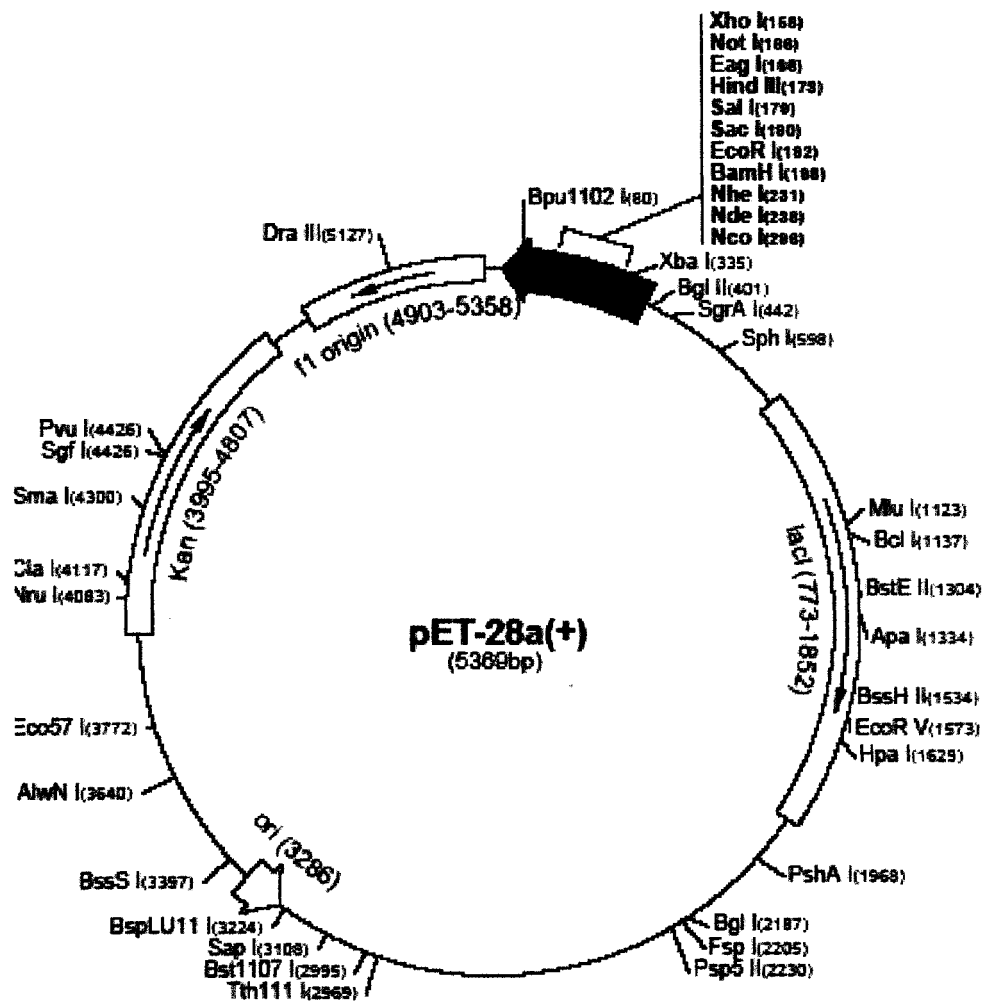 Xho I(158)
Not I(166)
Eag I(166)
Hind III(173)
Sal I(179)
Sac I(190)
EcoR I(192)
BamH I(198)
Nhe I(231)
Nde I(238)
Nco I(296)
Bpu1102 I(80)
Dra III(5127)
Xba I(335)
Bgl II(401)
SgrA I(442)
Sph I(598)
f1 origin (4903-5358)
Pvu I(4426)
Sgf I(4426)
Sma I(4300)
Kan (3995-4807)
Cla I(4117)
Nru I(4083)
Mlu I(1123)
Bcl I(1137)
BstE II(1304)
Apa I(1334)
lacI (773-1852)
BssH II(1534)
EcoR V(1573)
Hpa I(1629)
pET-28a(+)
(5369bp)
Eco57 I(3772)
AlwN I(3640)
ori (3286)
BssS I(3397)
PshA I(1968)
BspLU11 I(3224)
Sap I(3108)
Bst1107 I(2995)
Tth111 I(2969)
Bgl I(2187)
Fsp I(2205)
Psp5 II(2230)